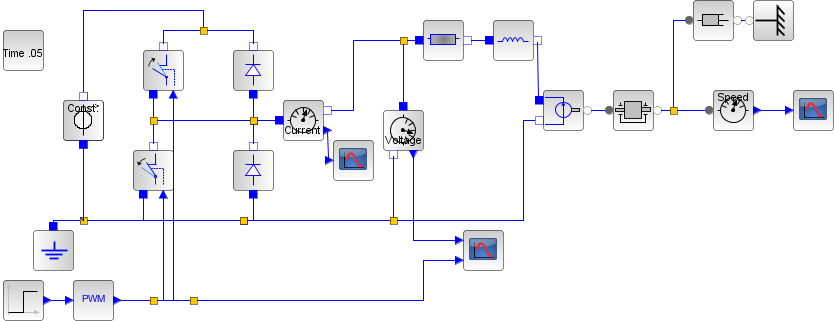 Speed
Time .05
Const:
Current
Voltage
PWM